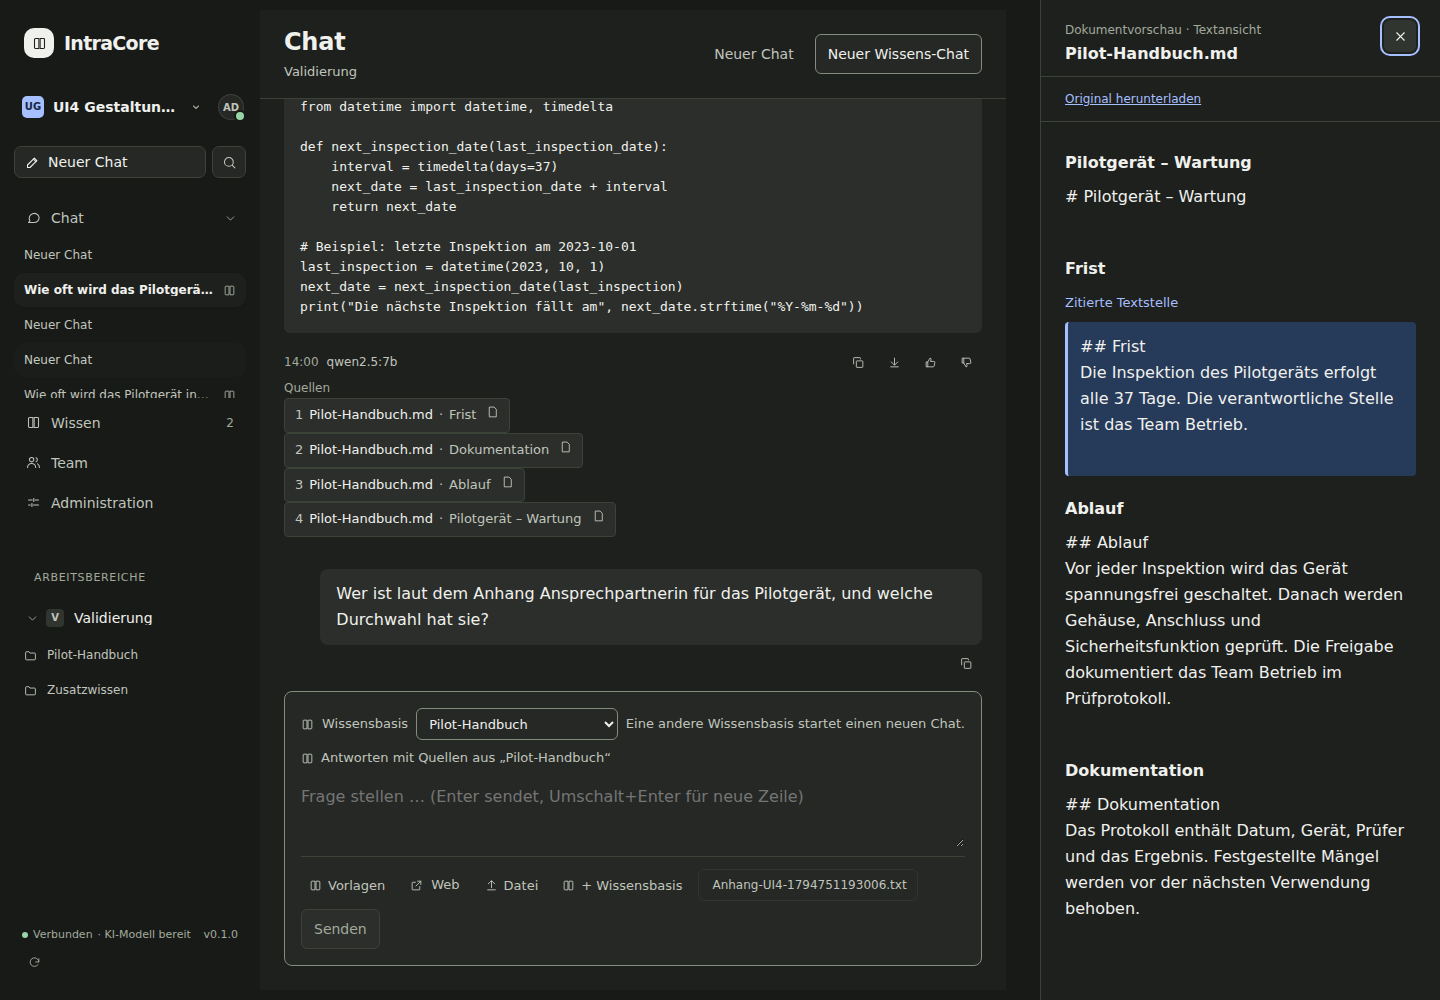 IntraCore
UG UI4 Gestaltun... AD
Neuer Chat
Chat
Neuer Chat
Wie oft wird das Pilotgerä...
Neuer Chat
Neuer Chat
Wie oft wird das Pilotgerät in...
Wissen 2
Team
Administration
ARBEITSBEREICHE
V Validierung
Pilot-Handbuch
Zusatzwissen
Verbunden · KI-Modell bereit v0.1.0
Chat
Validierung
Neuer Chat
Neuer Wissens-Chat
from datetime import datetime, timedelta
def next_inspection_date(last_inspection_date):
    interval = timedelta(days=37)
    next_date = last_inspection_date + interval
    return next_date
# Beispiel: letzte Inspektion am 2023-10-01
last_inspection = datetime(2023, 10, 1)
next_date = next_inspection_date(last_inspection)
print("Die nächste Inspektion fällt am", next_date.strftime("%Y-%m-%d"))
14:00 qwen2.5:7b
Quellen
1 Pilot-Handbuch.md · Frist
2 Pilot-Handbuch.md · Dokumentation
3 Pilot-Handbuch.md · Ablauf
4 Pilot-Handbuch.md · Pilotgerät – Wartung
Wer ist laut dem Anhang Ansprechpartnerin für das Pilotgerät, und welche
Durchwahl hat sie?
Wissensbasis Pilot-Handbuch Eine andere Wissensbasis startet einen neuen Chat.
Antworten mit Quellen aus „Pilot-Handbuch“
Frage stellen ... (Enter sendet, Umschalt+Enter für neue Zeile)
Vorlagen Web Datei + Wissensbasis Anhang-UI4-1794751193006.txt
Senden
Dokumentvorschau · Textansicht
Pilot-Handbuch.md
Original herunterladen
Pilotgerät – Wartung
# Pilotgerät – Wartung
Frist
Zitierte Textstelle
## Frist
Die Inspektion des Pilotgeräts erfolgt
alle 37 Tage. Die verantwortliche Stelle
ist das Team Betrieb.
Ablauf
## Ablauf
Vor jeder Inspektion wird das Gerät
spannungsfrei geschaltet. Danach werden
Gehäuse, Anschluss und
Sicherheitsfunktion geprüft. Die Freigabe
dokumentiert das Team Betrieb im
Prüfprotokoll.
Dokumentation
## Dokumentation
Das Protokoll enthält Datum, Gerät, Prüfer
und das Ergebnis. Festgestellte Mängel
werden vor der nächsten Verwendung
behoben.